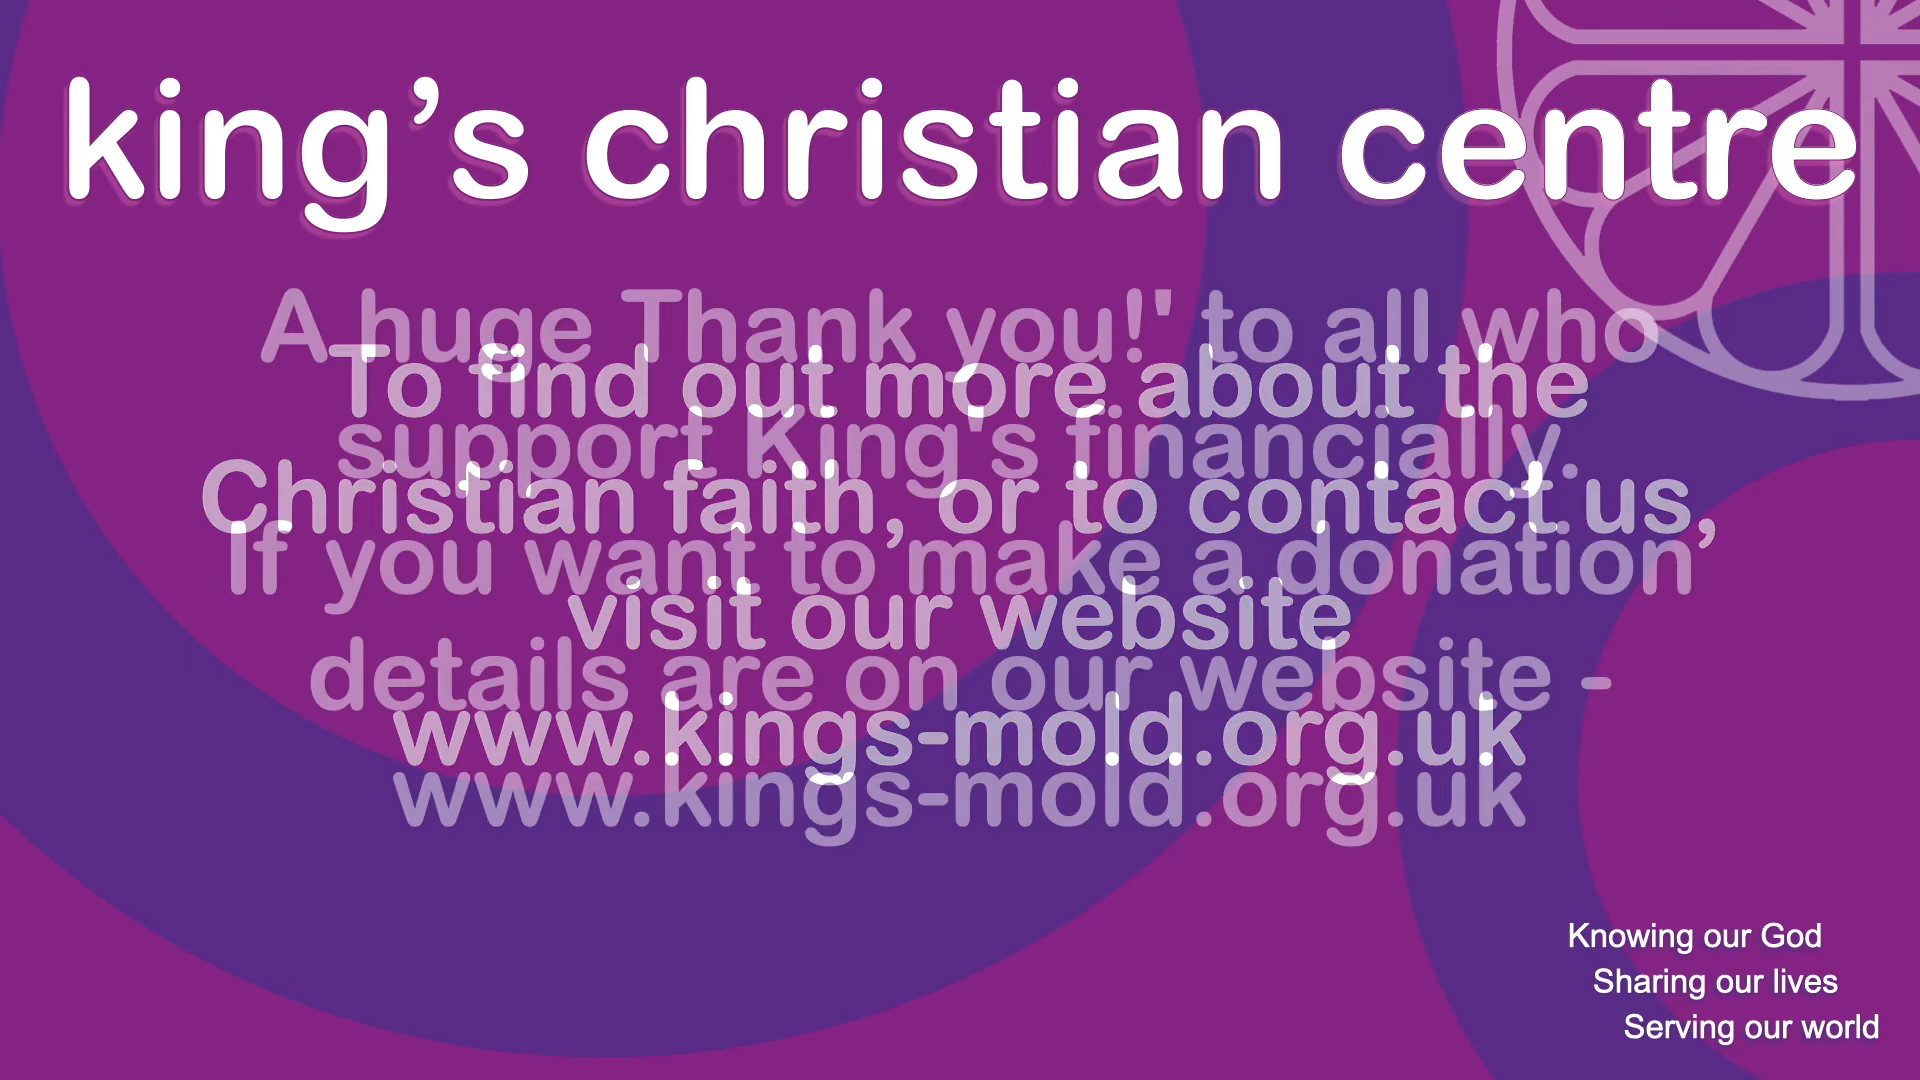 king's christian centre
A huge Thank you!' to all who
support King's financially.
If you want to make a donation
details are on our website -
www.kings-mold.org.uk
To find out more about the
Christian faith, or to contact us,
visit our website
www.kings-mold.org.uk
Knowing our God
Sharing our lives
Serving our world